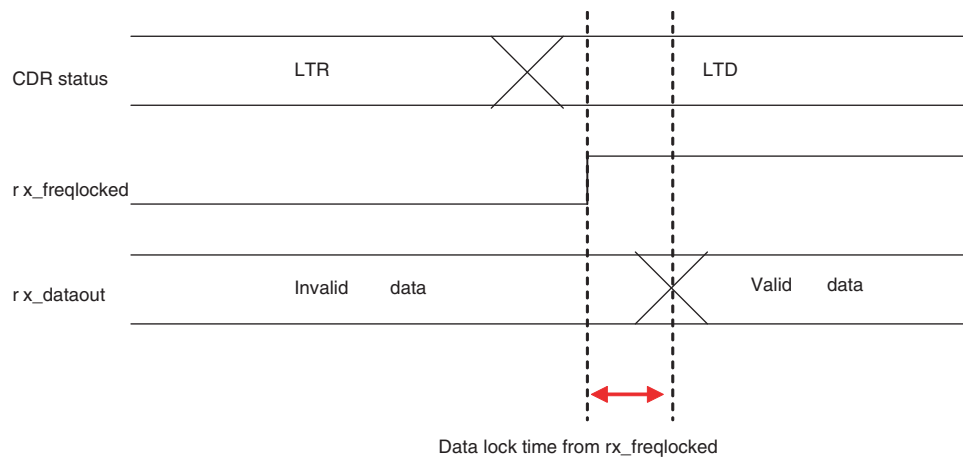 CDR status
LTR
LTD
r x_freqlocked
r x_dataout
Invalid data
Valid data
Data lock time from rx_freqlocked